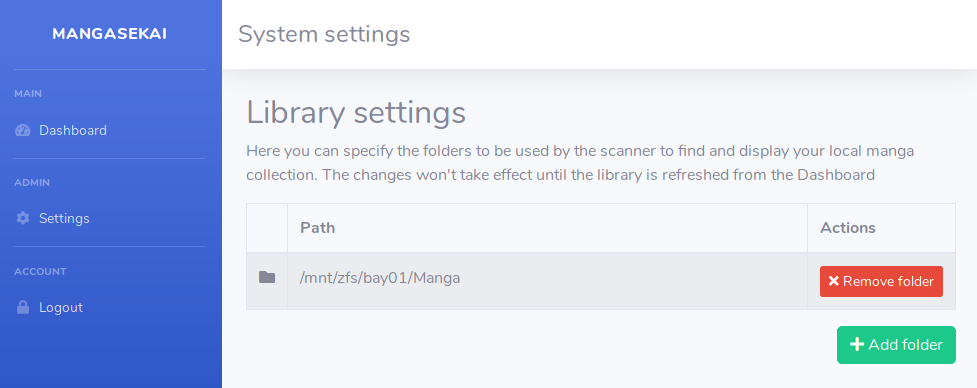 MANGASEKAI
MAIN
Dashboard
ADMIN
Settings
ACCOUNT
Logout
System settings
Library settings
Here you can specify the folders to be used by the scanner to find and display your local manga
collection. The changes won't take effect until the library is refreshed from the Dashboard
Path Actions
/mnt/zfs/bay01/Manga Remove folder
Add folder